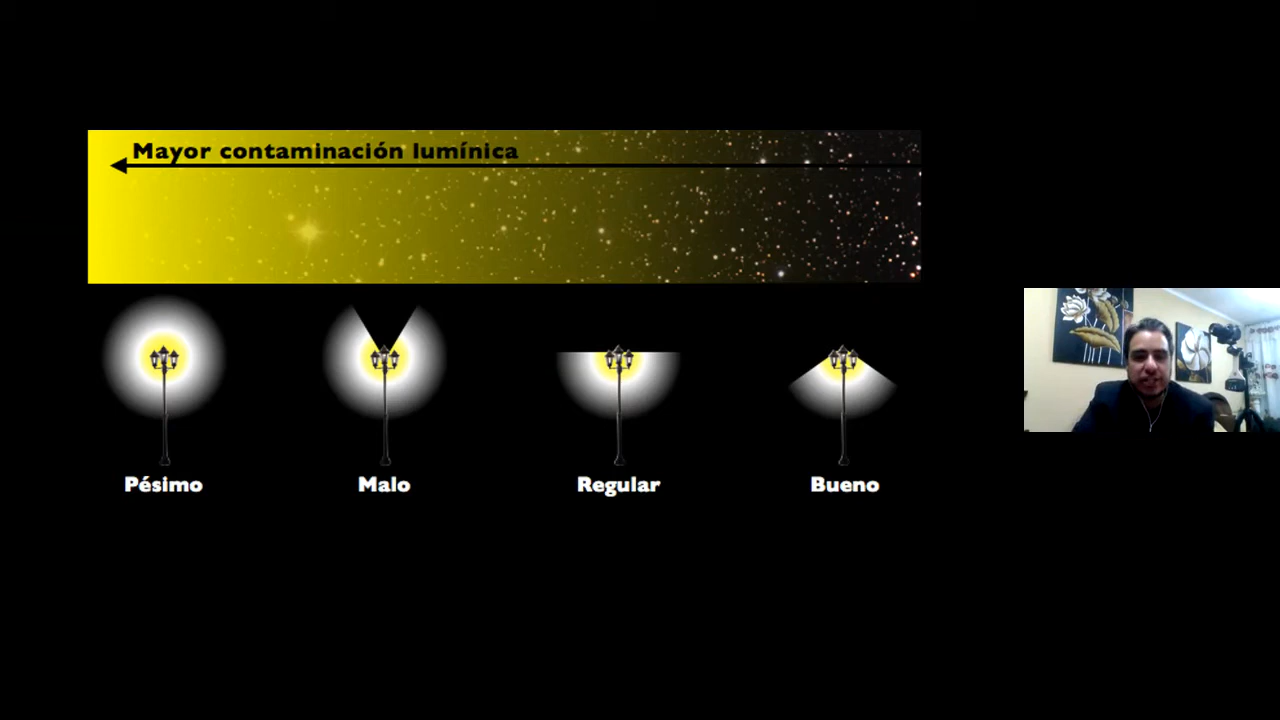 Mayor contaminación lumínica
Pésimo
Malo
Regular
Bueno